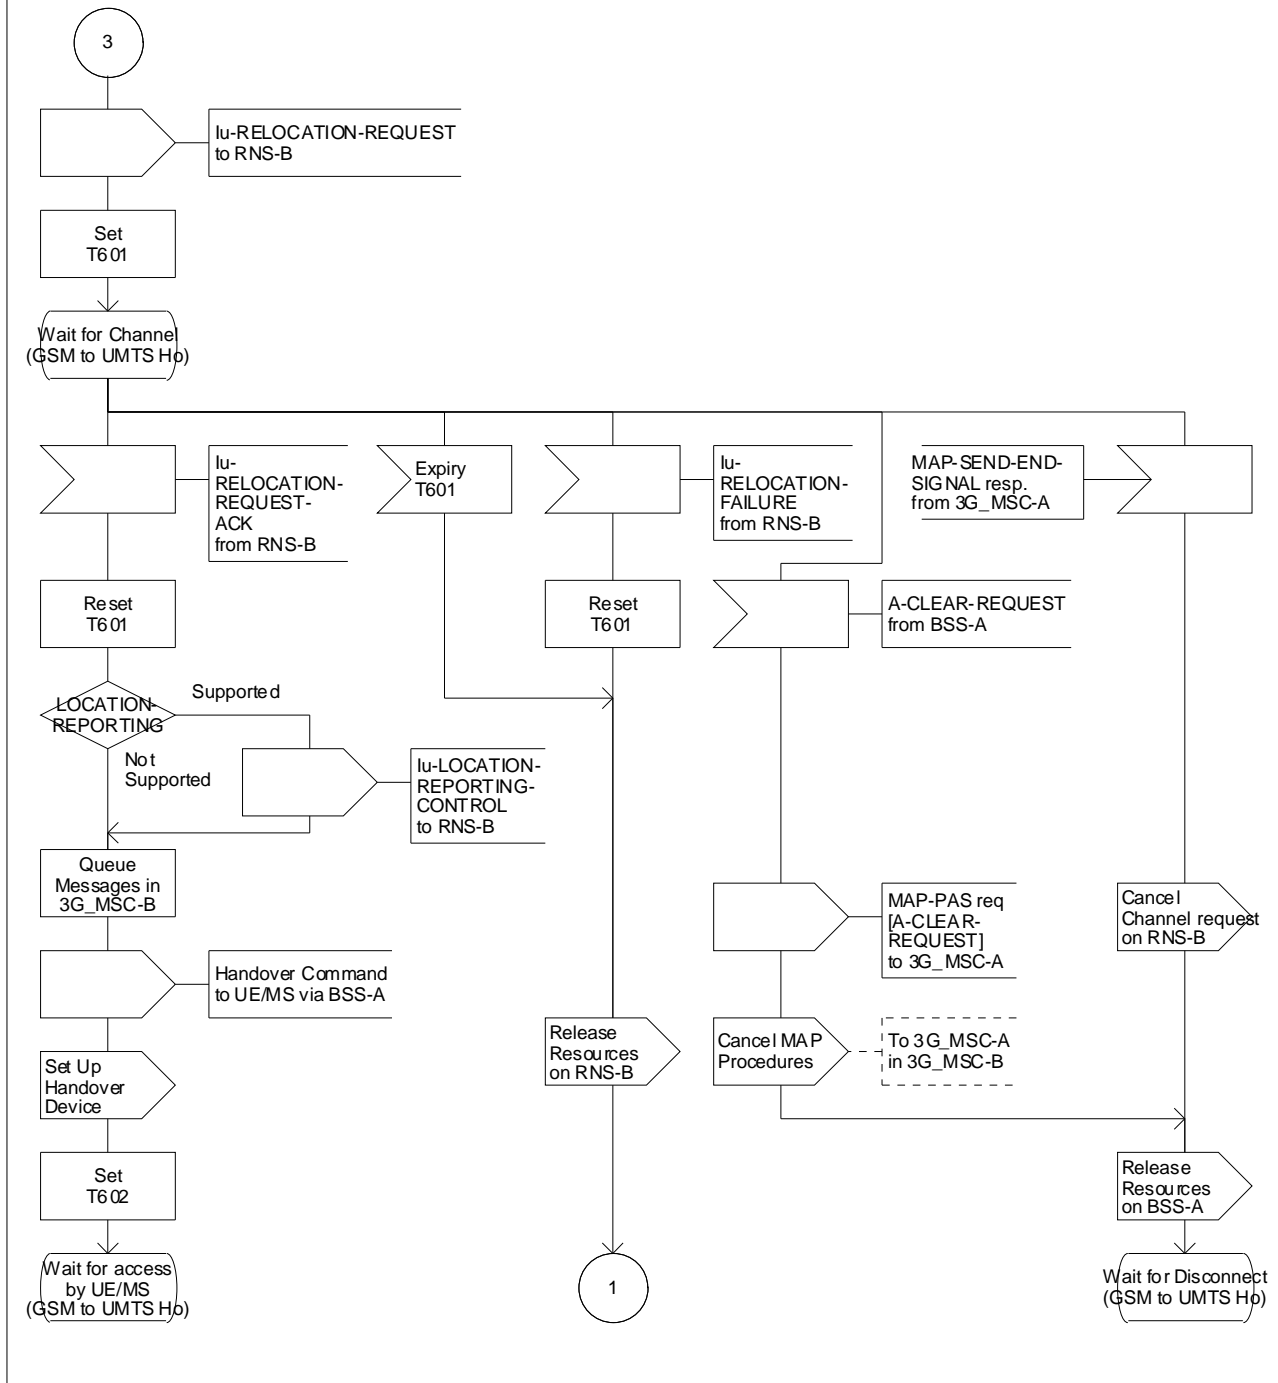 3
Iu-RELOCATION-REQUEST
to RNS-B
Set
T601
Wait for Channel
(GSM to UMTS Ho)
Iu-
RELOCATION-
REQUEST-
ACK
from RNS-B
Expiry
T601
Iu-
RELOCATION-
FAILURE
from RNS-B
MAP-SEND-END-
SIGNAL resp.
from 3G_MSC-A
Reset
T601
Reset
T601
A-CLEAR-REQUEST
from BSS-A
LOCATION-
REPORTING
Supported
Not
Supported
Iu-LOCATION-
REPORTING-
CONTROL
to RNS-B
Queue
Messages in
3G_MSC-B
MAP-PAS req
[A-CLEAR-
REQUEST]
to 3G_MSC-A
Cancel
Channel request
on RNS-B
Handover Command
to UE/MS via BSS-A
Release
Resources
on RNS-B
Cancel MAP
Procedures
To 3G_MSC-A
in 3G_MSC-B
Set Up
Handover
Device
Set
T602
Release
Resources
on BSS-A
Wait for access
by UE/MS
(GSM to UMTS Ho)
1
Wait for Disconnect
(GSM to UMTS Ho)